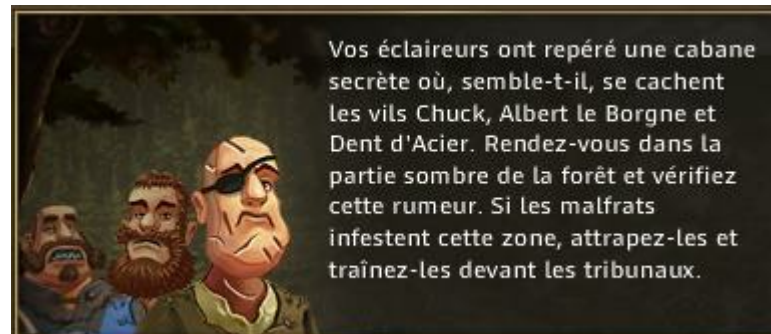 Vos éclaireurs ont repéré une cabane
secrète où, semble-t-il, se cachent
les vils Chuck, Albert le Borgne et
Dent d'Acier. Rendez-vous dans la
partie sombre de la forêt et vérifiez
cette rumeur. Si les malfrats
infestent cette zone, attrapez-les et
traînez-les devant les tribunaux.